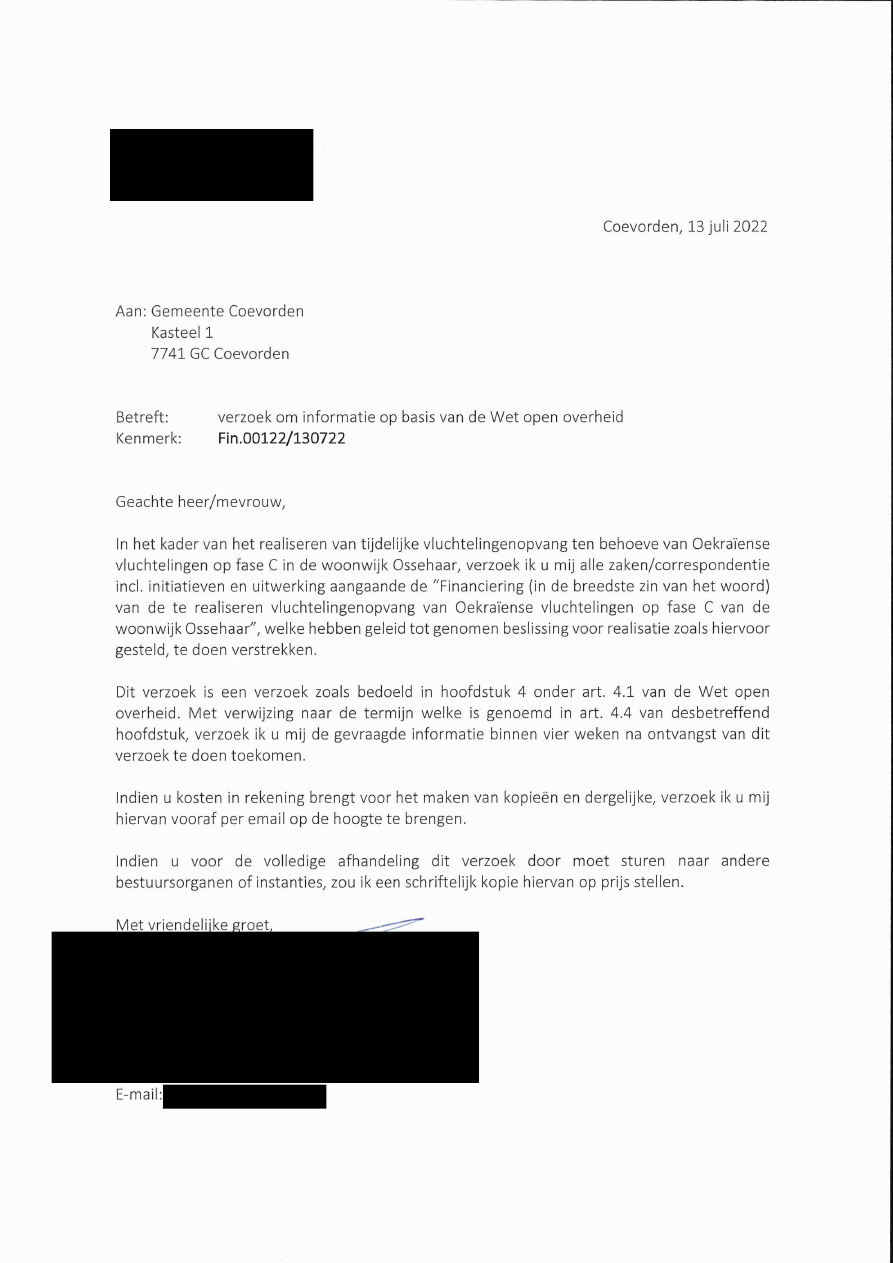 Coevorden, 13 juli 2022
Aan: Gemeente Coevorden
Kasteel 1
7741 GC Coevorden
Betreft: verzoek om informatie op basis van de Wet open overheid
Kenmerk: Fin.00122/130722
Geachte heer/mevrouw,
In het kader van het realiseren van tijdelijke vluchtelingenopvang ten behoeve van Oekraïense
vluchtelingen op fase C in de woonwijk Ossehaar, verzoek ik u mij alle zaken/correspondentie
incl. initiatieven en uitwerking aangaande de "Financiering (in de breedste zin van het woord)
van de te realiseren vluchtelingenopvang van Oekraïense vluchtelingen op fase C van de
woonwijk Ossehaar", welke hebben geleid tot genomen beslissing voor realisatie zoals hiervoor
gesteld, te doen verstrekken.
Dit verzoek is een verzoek zoals bedoeld in hoofdstuk 4 onder art. 4.1 van de Wet open
overheid. Met verwijzing naar de termijn welke is genoemd in art. 4.4 van desbetreffend
hoofdstuk, verzoek ik u mij de gevraagde informatie binnen vier weken na ontvangst van dit
verzoek te doen toekomen.
Indien u kosten in rekening brengt voor het maken van kopieën en dergelijke, verzoek ik u mij
hiervan vooraf per email op de hoogte te brengen.
Indien u voor de volledige afhandeling dit verzoek door moet sturen naar andere
bestuursorganen of instanties, zou ik een schriftelijk kopie hiervan op prijs stellen.
Met vriendelijke groet,
E-mail: